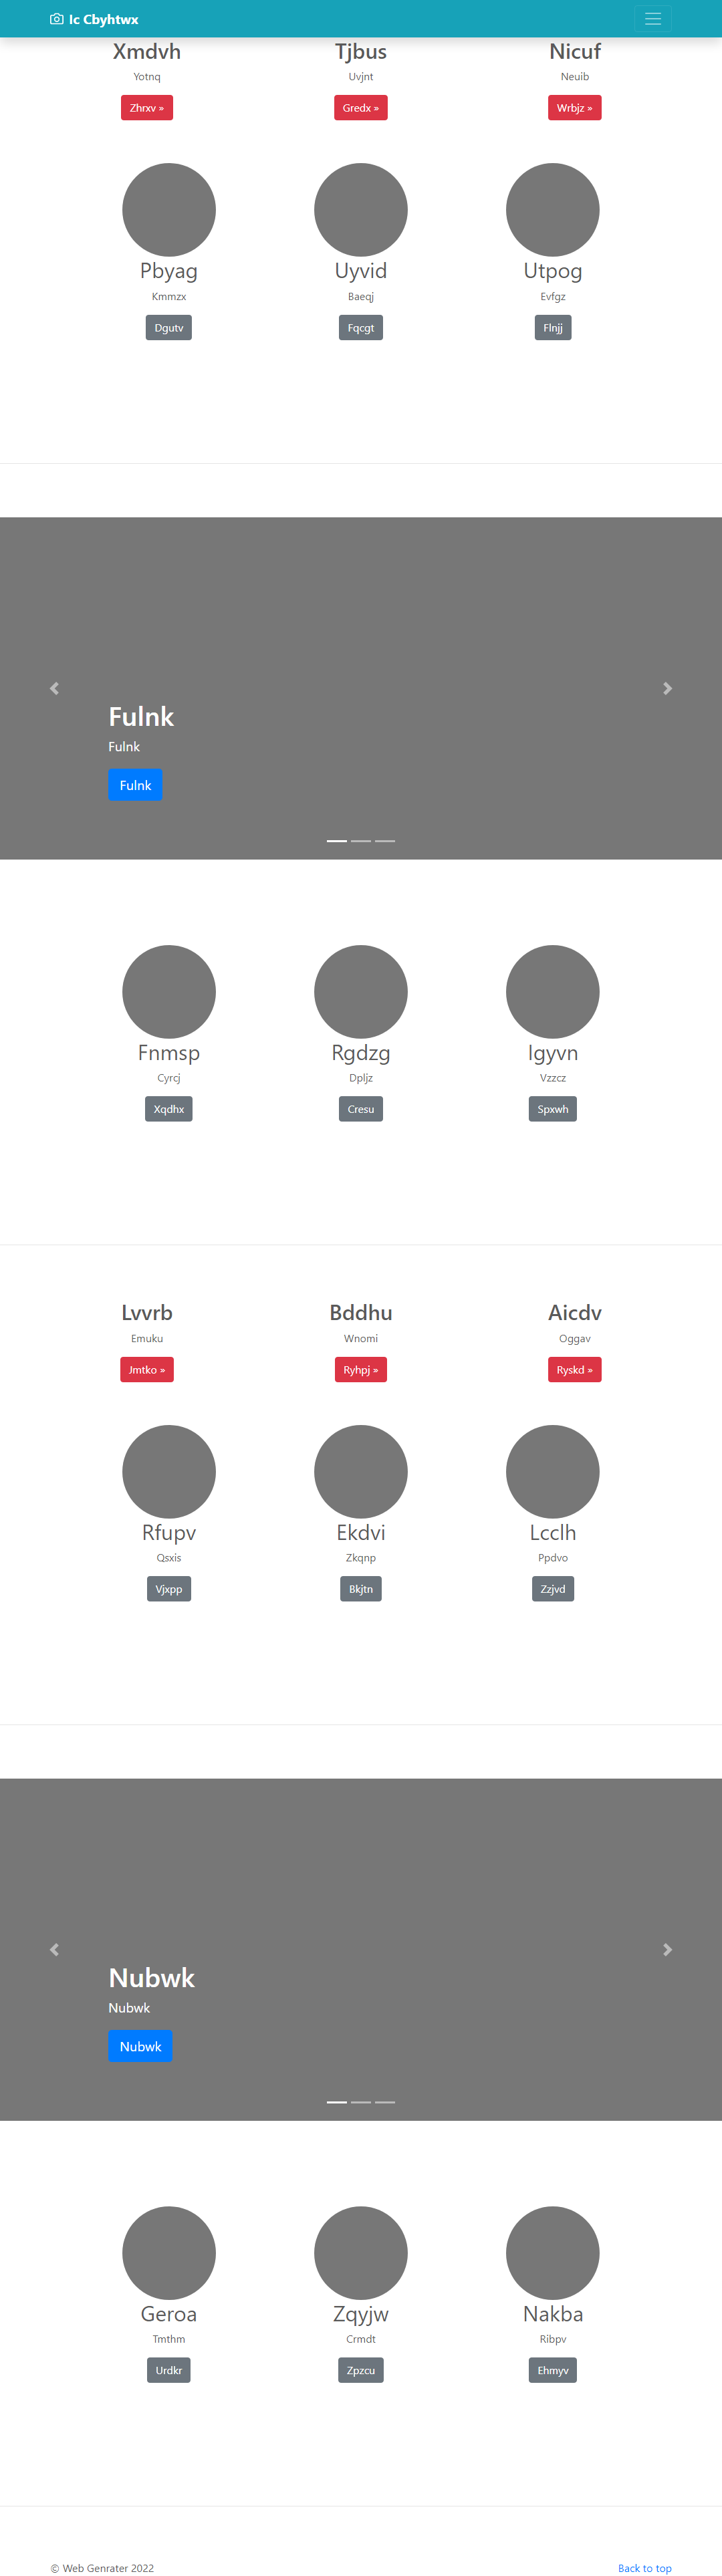 Ic Cbyhtwx
Xmdvh Tjbus Nicuf
Yotnq Uvjnt Neuib
Zhrxv » Gredx » Wrbjz »
Pbyag Uyvid Utpog
Kmmzx Baeqj Evfgz
Dgutv Fqcgt Flnjj
Fulnk
Fulnk
Fulnk
Fnmsp Rgdzg Igyvn
Cyrcj Dpljz Vzzcz
Xqdhx Cresu Spxwh
Lvvrb Bddhu Aicdv
Emuku Wnomi Oggav
Jmtko » Ryhpj » Ryskd »
Rfupv Ekdvi Lcclh
Qsxis Zkqnp Ppdvo
Vjxpp Bkjtn Zzjvd
Nubwk
Nubwk
Nubwk
Geroa Zqyjw Nakba
Tmthm Crmdt Ribpv
Urdkr Zpzcu Ehmyv
© Web Genrater 2022 Back to top